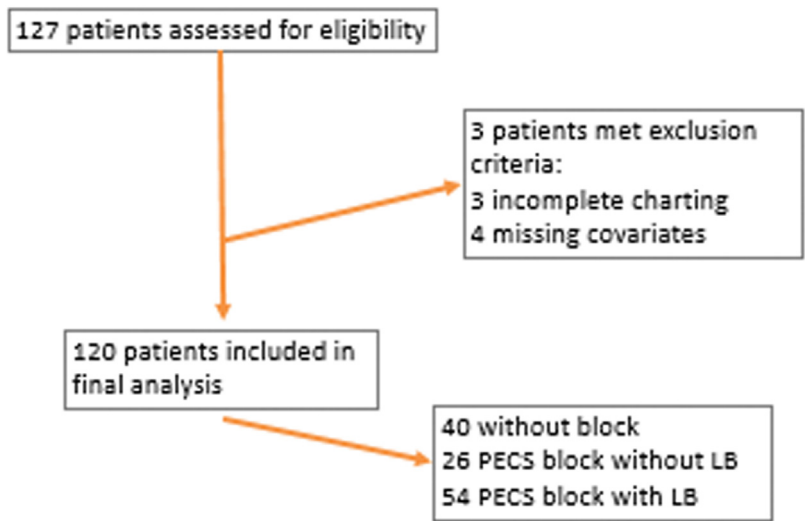 127 patients assessed for eligibility
3 patients met exclusion
criteria:
3 incomplete charting
4 missing covariates
120 patients included in
final analysis
40 without block
26 PECS block without LB
54 PECS block with LB